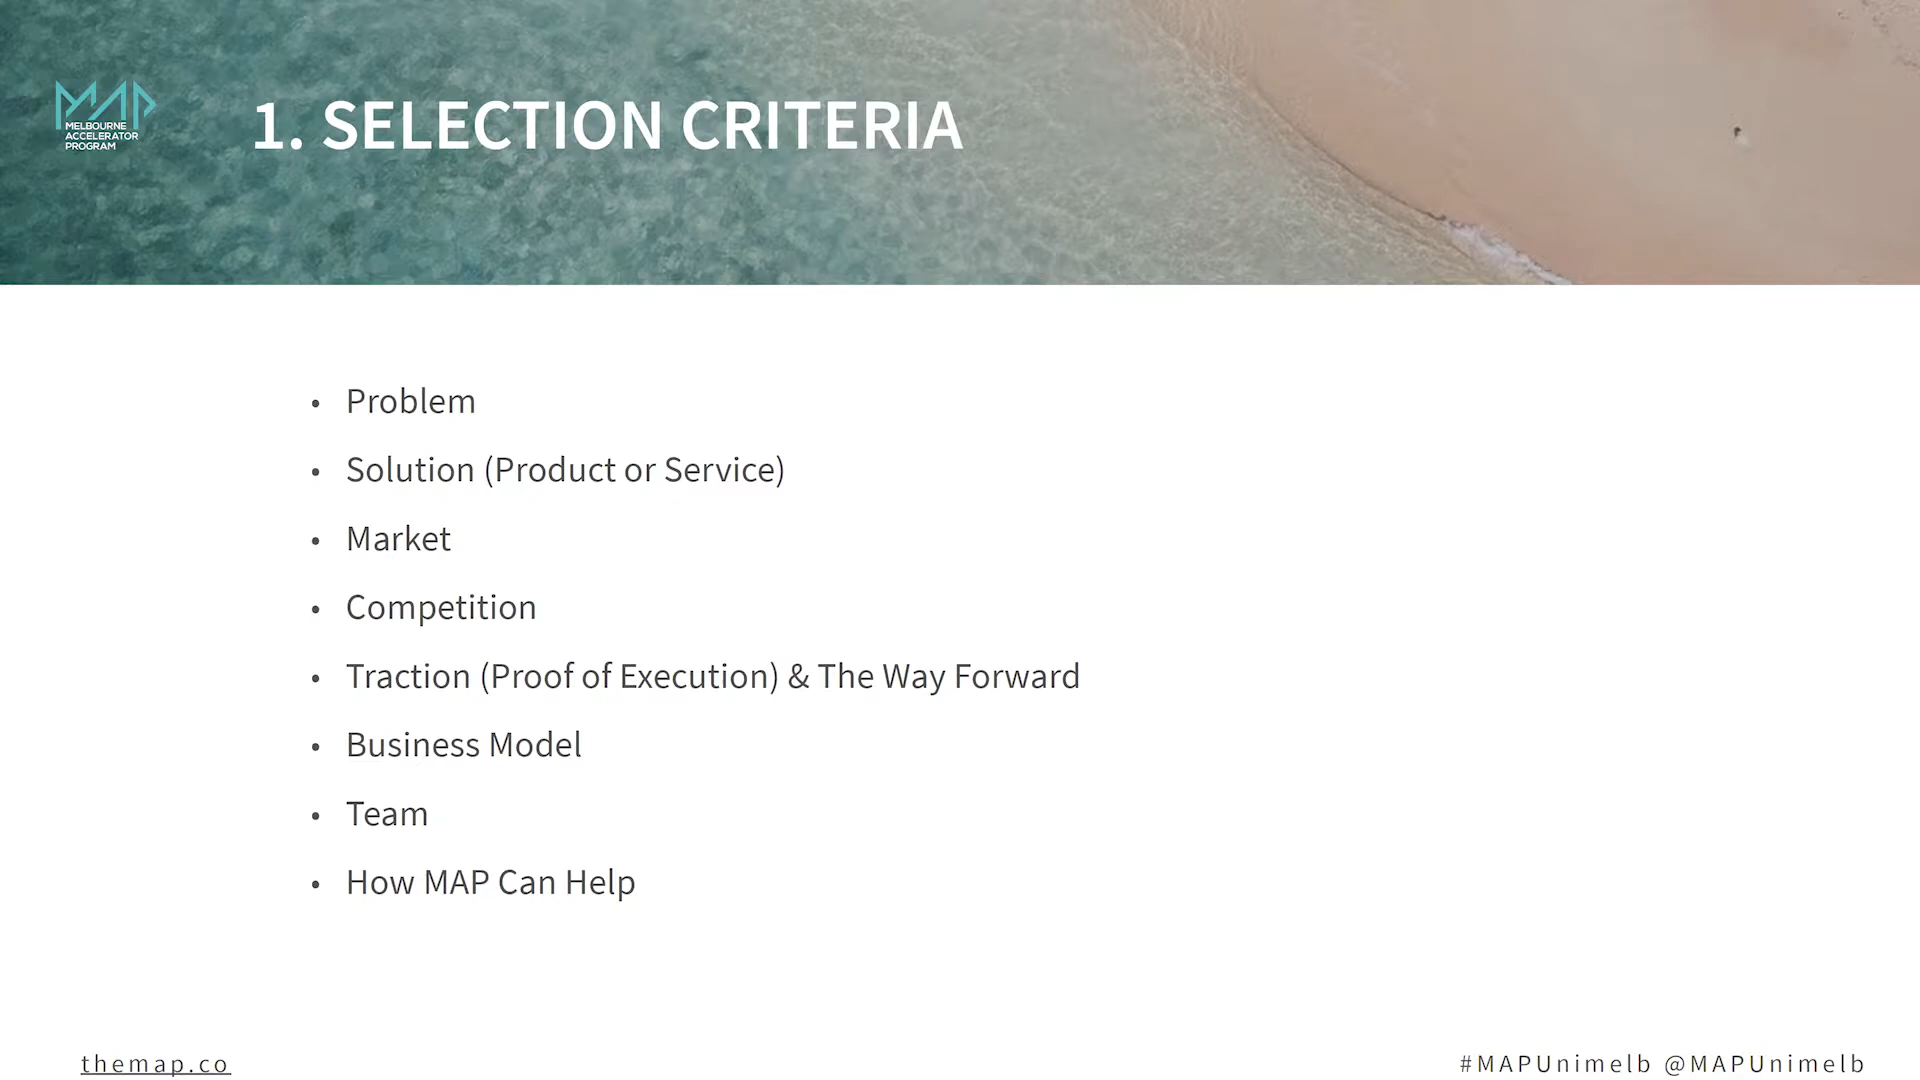 MAP
MELBOURNE
ACCELERATOR
PROGRAM
1. SELECTION CRITERIA
• Problem
• Solution (Product or Service)
• Market
• Competition
• Traction (Proof of Execution) & The Way Forward
• Business Model
• Team
• How MAP Can Help
themap.co
#MAPUnimelb @MAPUnimelb